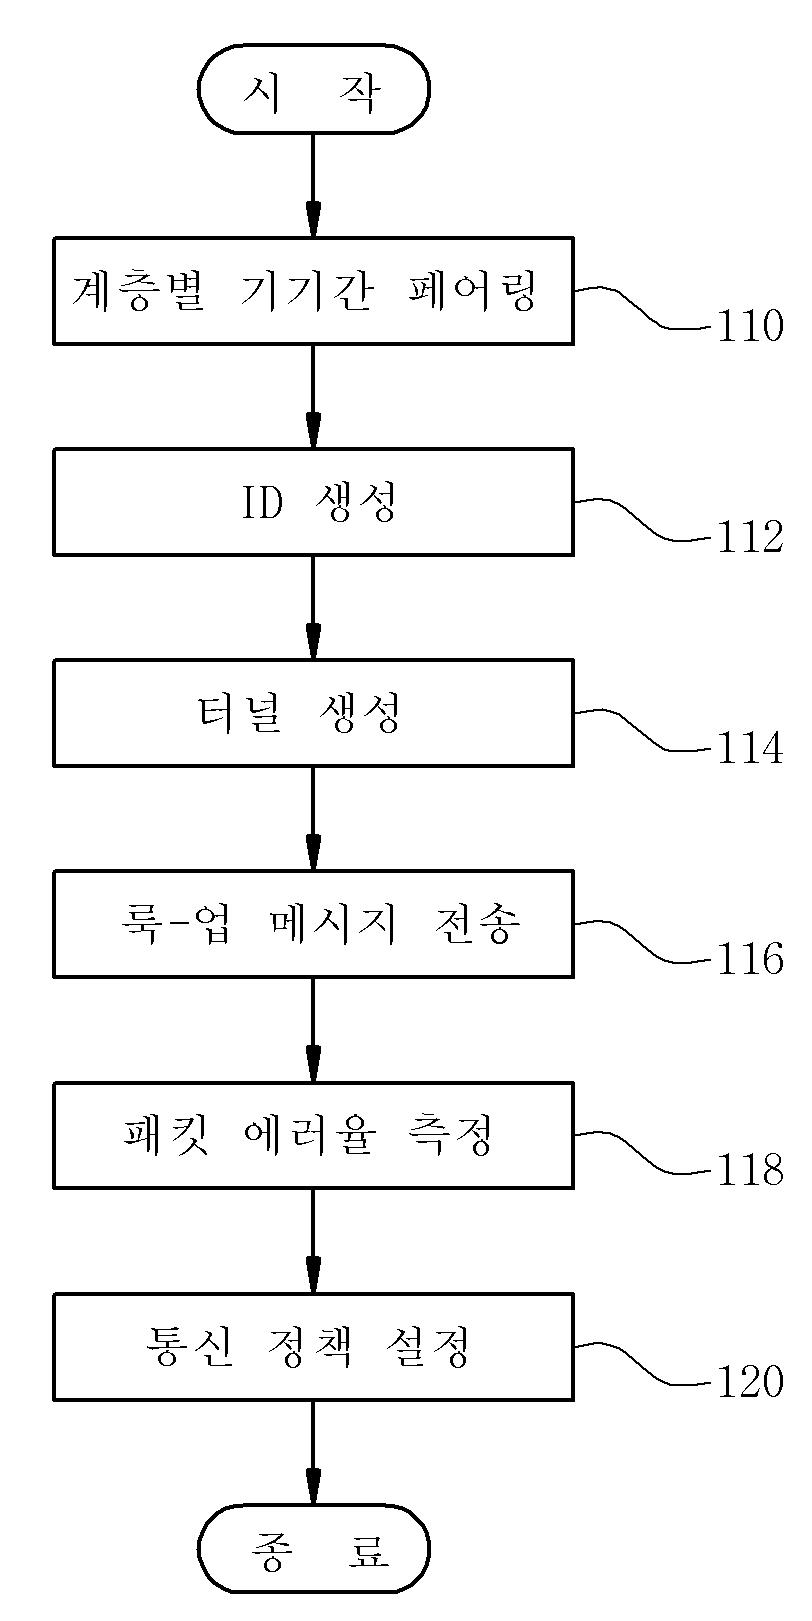 시 작
계층별 기기간 페어링
110
ID 생성
112
터널 생성
114
룩-업 메시지 전송
116
패킷 에러율 측정
118
통신 정책 설정
120
종 료